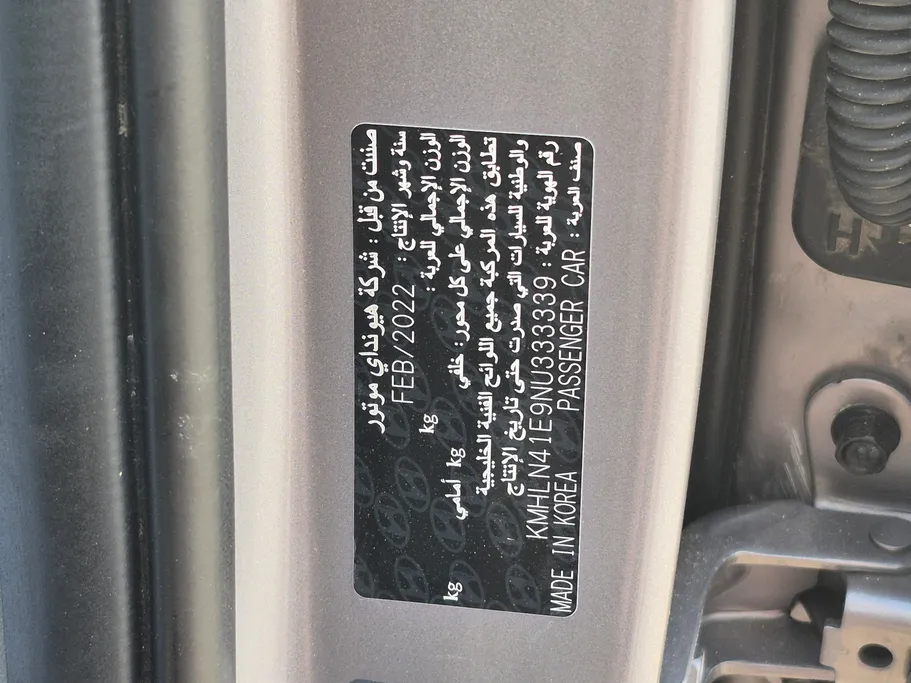 صنعت من قبل : شركة هيونداي موتور
سنة وشهر الإنتاج : FEB/2022
الوزن الإجمالي للعربة : kg
الوزن الإجمالي على كل محور: خلفي kg أمامي kg
تطابق هذه المركبة جميع اللوائح الفنية الخليجية
والوطنية للسيارات التي صدرت حتى تاريخ الإنتاج
رقم الهوية للعربة : KMHLN41E9NU333339
صنف العربة : PASSENGER CAR MADE IN KOREA
H